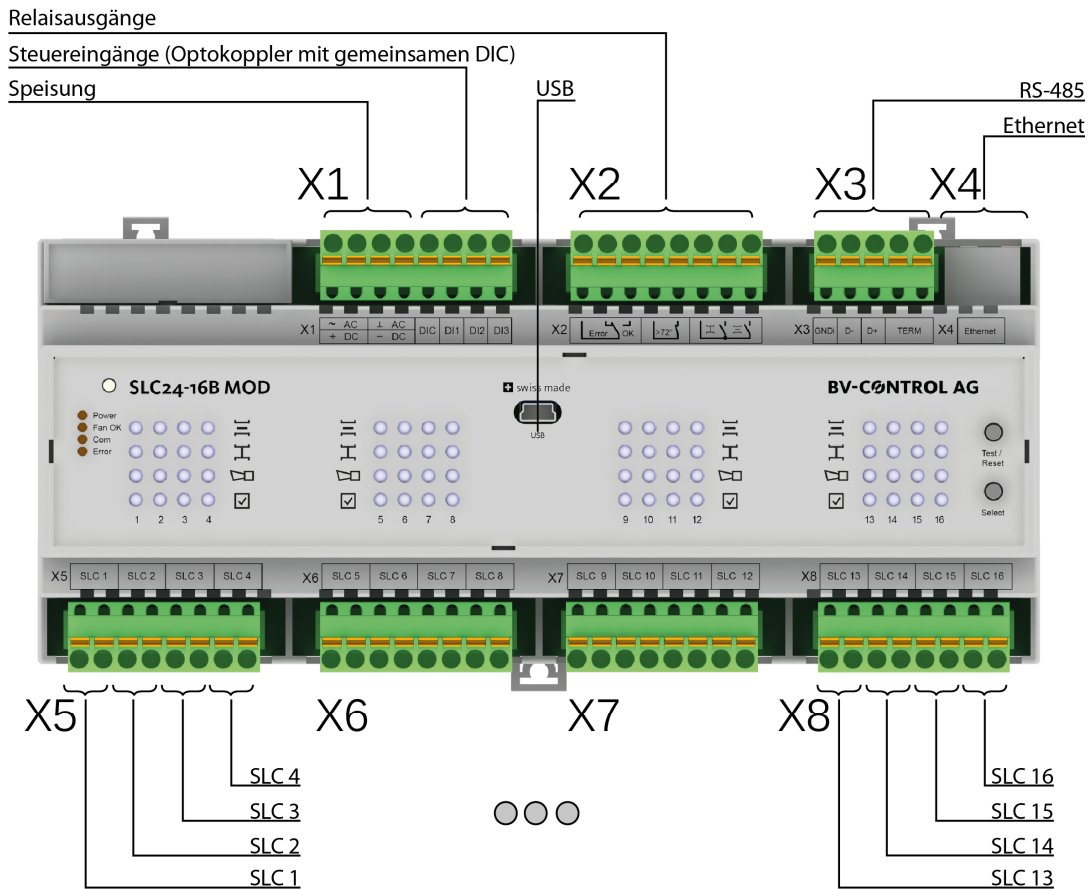 Relaisausgänge
Steuereingänge (Optokoppler mit gemeinsamen DIC)
Speisung
USB
RS-485
Ethernet
X1 X2 X3 X4
X1 ~ AC ⊥ AC DIC DI1 DI2 DI3
+ DC − DC
X2 Error OK >72°
X3 GNDi D- D+ TERM X4 Ethernet
SLC24-16B MOD
swiss made
BV-CONTROL AG
Power
Fan OK
Com
Error
USB
Test /
Reset
Select
1 2 3 4
5 6 7 8
9 10 11 12
13 14 15 16
X5 SLC 1 SLC 2 SLC 3 SLC 4
X6 SLC 5 SLC 6 SLC 7 SLC 8
X7 SLC 9 SLC 10 SLC 11 SLC 12
X8 SLC 13 SLC 14 SLC 15 SLC 16
X5 X6 X7 X8
SLC 4
SLC 3
SLC 2
SLC 1
SLC 16
SLC 15
SLC 14
SLC 13